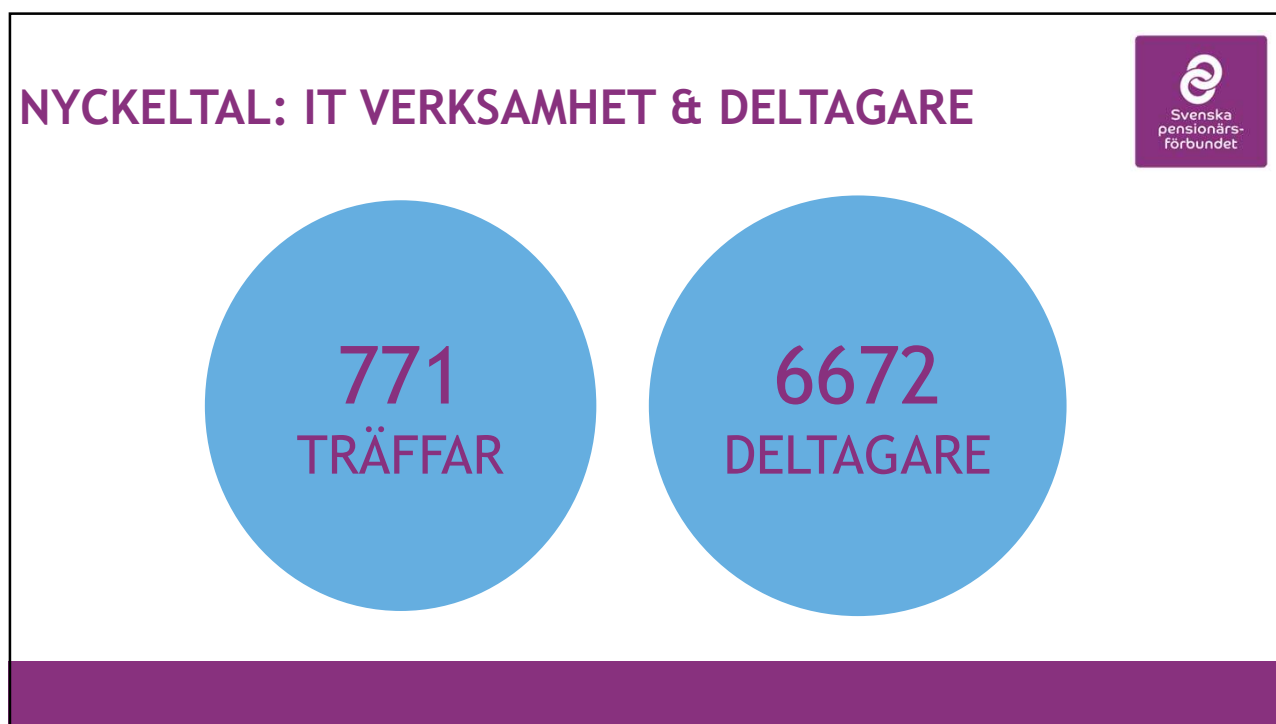 NYCKELTAL: IT VERKSAMHET & DELTAGARE
Svenska
pensionärs-
förbundet
771
TRÄFFAR
6672
DELTAGARE